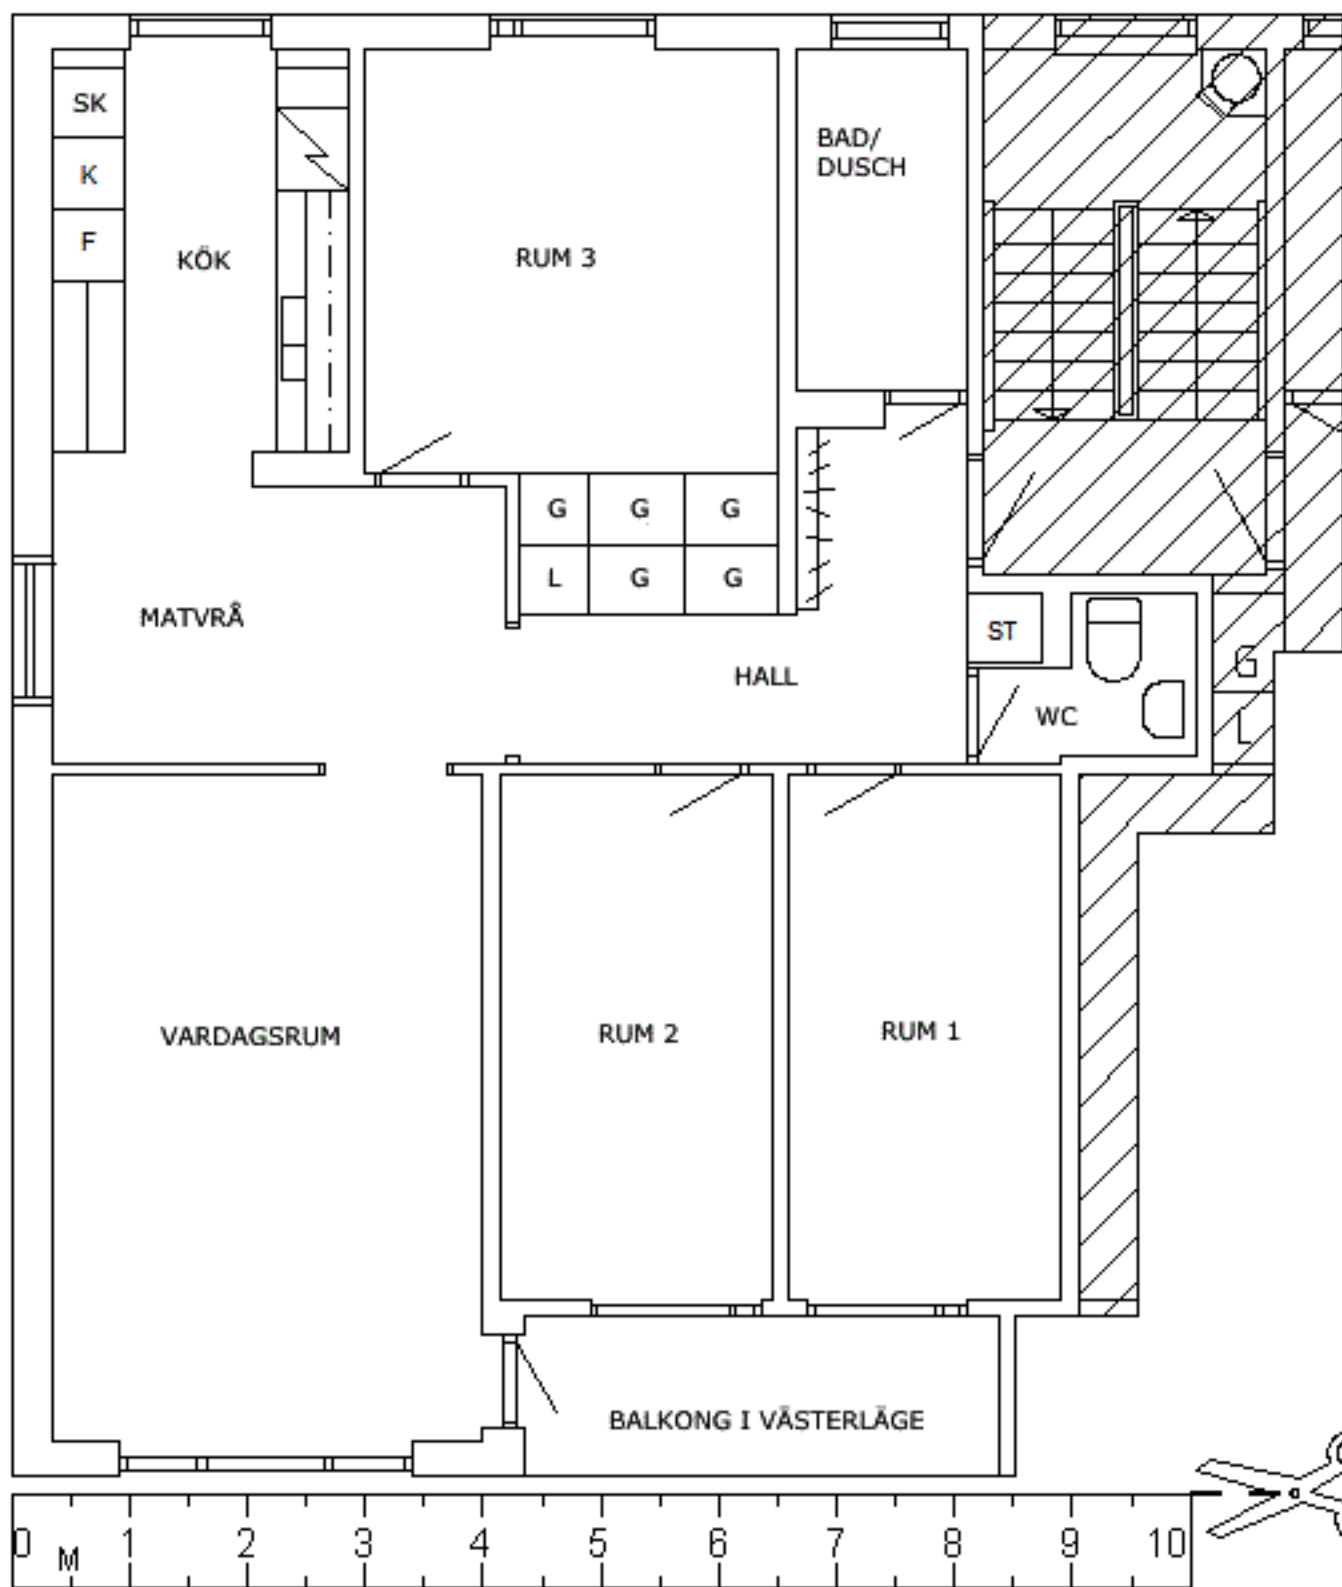 SK
K
F
KÖK
RUM 3
BAD/
DUSCH
G G G
L G G
MATVRÅ
HALL
ST
WC
G
L
VARDAGSRUM
RUM 2
RUM 1
BALKONG I VÄSTERLÄGE
0 1 2 3 4 5 6 7 8 9 10
M